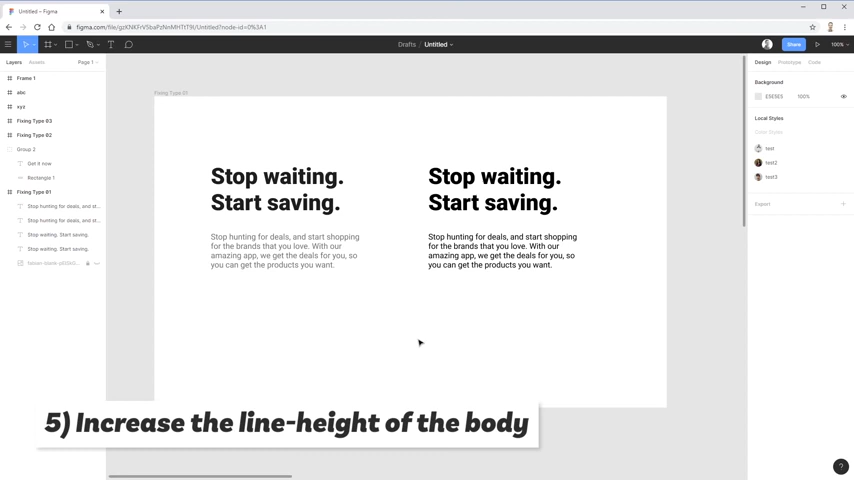 Untitled – Figma
figma.com/file/gzKNKFrV5baPzNnMHTtT9I/Untitled?node-id=0%3A1
Drafts / Untitled
Share
100%
Layers
Assets
Page 1
Frame 1
abc
xyz
Fixing Type 03
Fixing Type 02
Group 2
Get it now
Rectangle 1
Fixing Type 01
Stop hunting for deals, and st...
Stop hunting for deals, and st...
Stop waiting. Start saving.
Stop waiting. Start saving.
Fixing Type 01
Stop waiting.
Start saving.
Stop hunting for deals, and start shopping
for the brands that you love. With our
amazing app, we get the deals for you, so
you can get the products you want.
Stop waiting.
Start saving.
Stop hunting for deals, and start shopping
for the brands that you love. With our
amazing app, we get the deals for you, so
you can get the products you want.
5) Increase the line-height of the body
Design
Prototype
Code
Background
E5E5E5
100%
Local Styles
Color Styles
test
test2
test3
Export
?